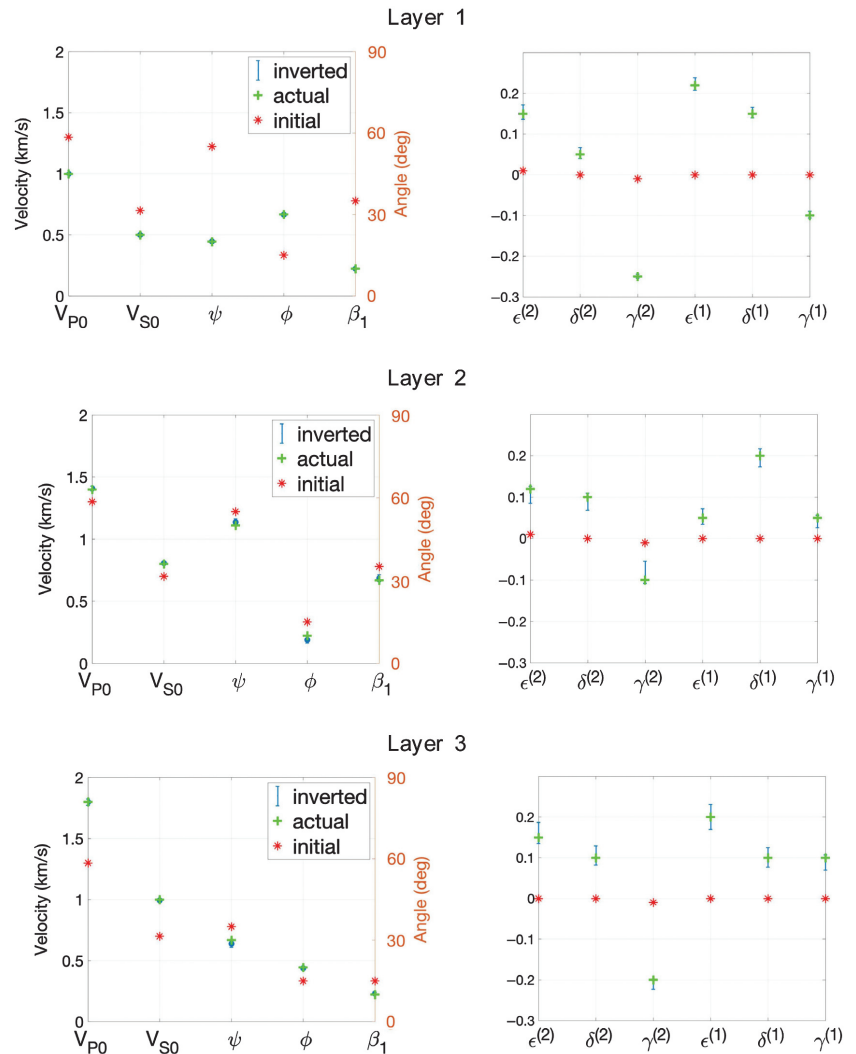 Layer 1
2
1.5
1
0.5
0
Velocity (km/s)
90
60
30
0
Angle (deg)
inverted
actual
initial
V_P0 V_S0 ψ ϕ β_1
0.2
0.1
0
−0.1
−0.2
−0.3
ϵ^(2) δ^(2) γ^(2) ϵ^(1) δ^(1) γ^(1)
Layer 2
2
1.5
1
0.5
0
Velocity (km/s)
90
60
30
0
Angle (deg)
inverted
actual
initial
V_P0 V_S0 ψ ϕ β_1
0.2
0.1
0
−0.1
−0.2
−0.3
ϵ^(2) δ^(2) γ^(2) ϵ^(1) δ^(1) γ^(1)
Layer 3
2
1.5
1
0.5
0
Velocity (km/s)
90
60
30
0
Angle (deg)
inverted
actual
initial
V_P0 V_S0 ψ ϕ β_1
0.2
0.1
0
−0.1
−0.2
−0.3
ϵ^(2) δ^(2) γ^(2) ϵ^(1) δ^(1) γ^(1)